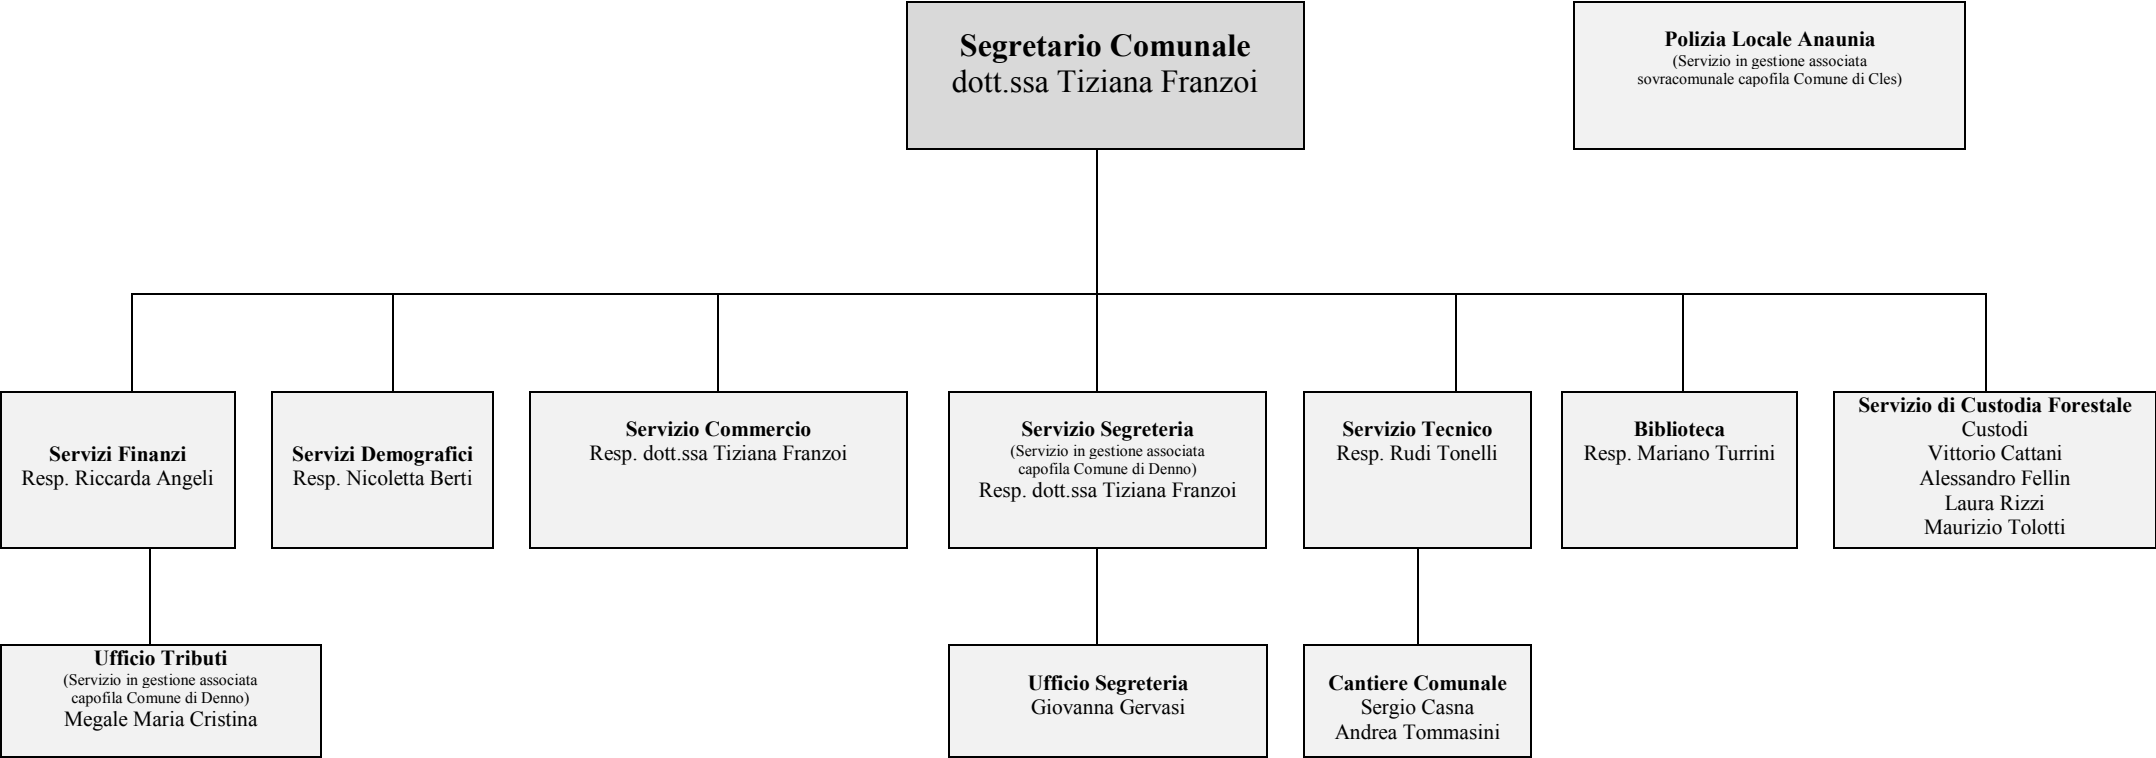 Segretario Comunale
dott.ssa Tiziana Franzoi
Polizia Locale Anaunia
(Servizio in gestione associata
sovracomunale capofila Comune di Cles)
Servizi Finanzi
Resp. Riccarda Angeli
Servizi Demografici
Resp. Nicoletta Berti
Servizio Commercio
Resp. dott.ssa Tiziana Franzoi
Servizio Segreteria
(Servizio in gestione associata
capofila Comune di Denno)
Resp. dott.ssa Tiziana Franzoi
Servizio Tecnico
Resp. Rudi Tonelli
Biblioteca
Resp. Mariano Turrini
Servizio di Custodia Forestale
Custodi
Vittorio Cattani
Alessandro Fellin
Laura Rizzi
Maurizio Tolotti
Ufficio Tributi
(Servizio in gestione associata
capofila Comune di Denno)
Megale Maria Cristina
Ufficio Segreteria
Giovanna Gervasi
Cantiere Comunale
Sergio Casna
Andrea Tommasini